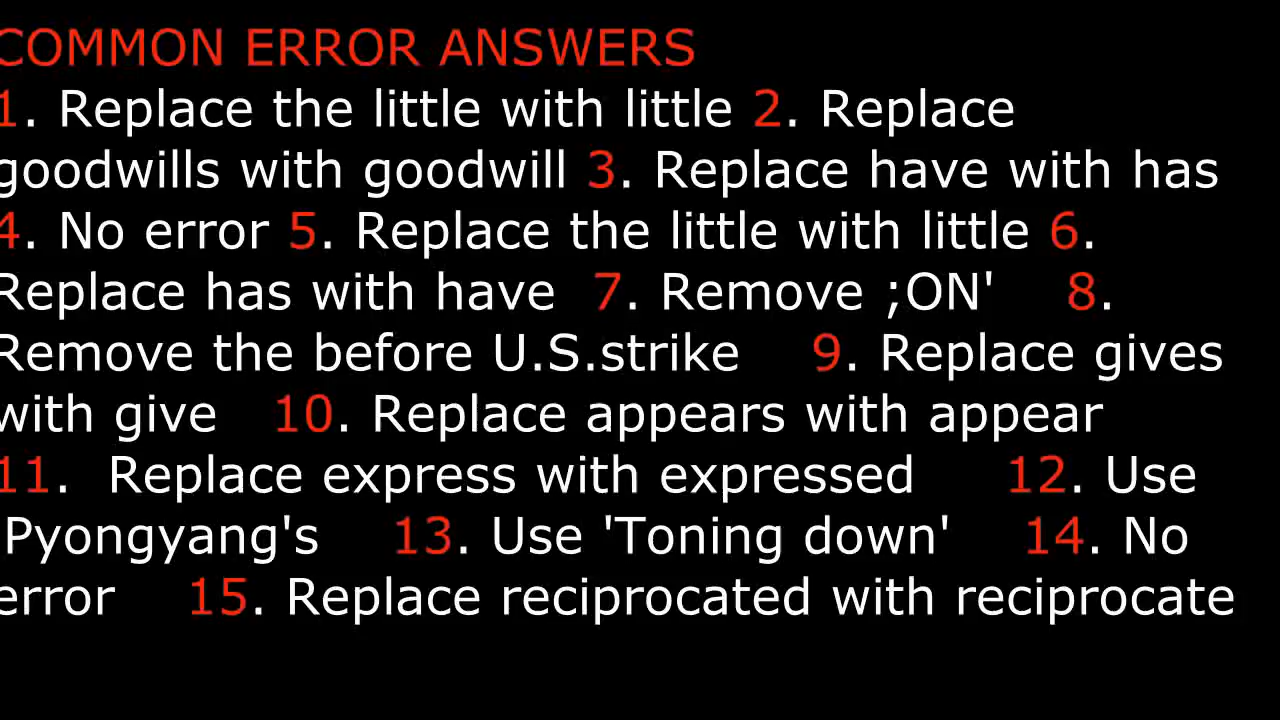 COMMON ERROR ANSWERS
1. Replace the little with little 2. Replace
goodwills with goodwill 3. Replace have with has
4. No error 5. Replace the little with little 6.
Replace has with have 7. Remove ;ON' 8.
Remove the before U.S.strike 9. Replace gives
with give 10. Replace appears with appear
11. Replace express with expressed 12. Use
Pyongyang's 13. Use 'Toning down' 14. No
error 15. Replace reciprocated with reciprocate